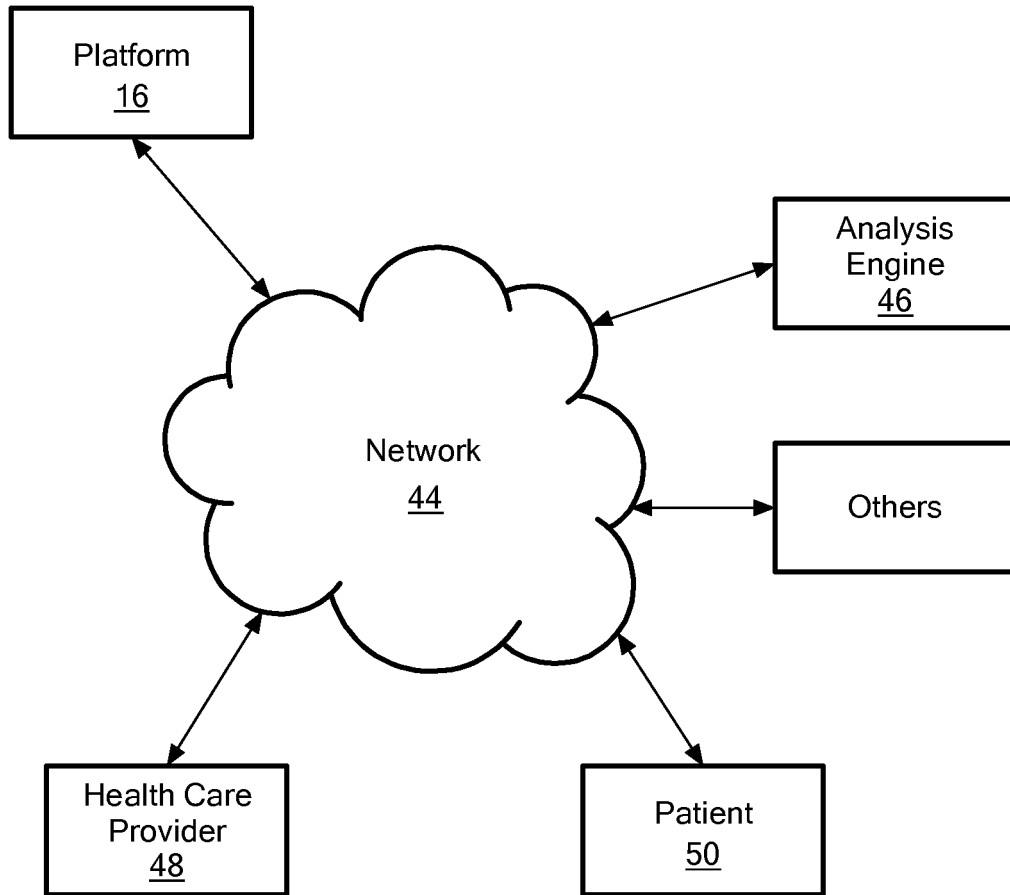 Platform
16
Analysis
Engine
46
Network
44
Others
Health Care
Provider
48
Patient
50